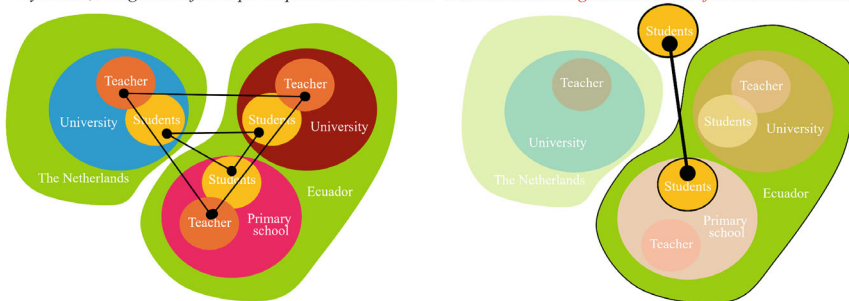 Teacher
University
Students
The Netherlands
Teacher
Students
University
Students
Ecuador
Teacher
Primary
school
Students
Teacher
University
The Netherlands
Teacher
Students
University
Students
Ecuador
Primary
school
Teacher